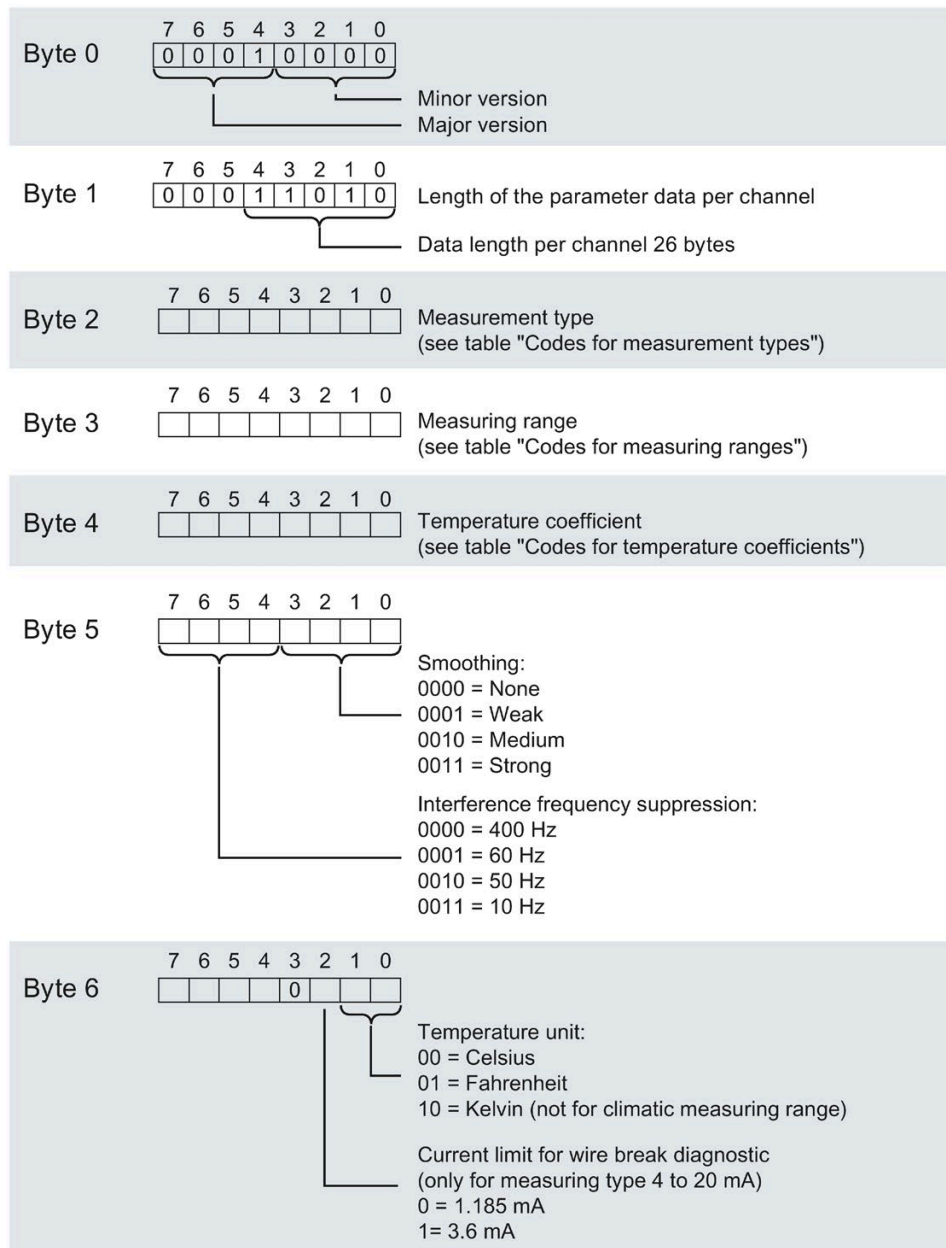 7 6 5 4 3 2 1 0
Byte 0 0 0 0 1 0 0 0 0
Minor version
Major version
7 6 5 4 3 2 1 0
Byte 1 0 0 0 1 1 0 1 0 Length of the parameter data per channel
Data length per channel 26 bytes
7 6 5 4 3 2 1 0
Byte 2 Measurement type
(see table "Codes for measurement types")
7 6 5 4 3 2 1 0
Byte 3 Measuring range
(see table "Codes for measuring ranges")
7 6 5 4 3 2 1 0
Byte 4 Temperature coefficient
(see table "Codes for temperature coefficients")
7 6 5 4 3 2 1 0
Byte 5
Smoothing:
0000 = None
0001 = Weak
0010 = Medium
0011 = Strong
Interference frequency suppression:
0000 = 400 Hz
0001 = 60 Hz
0010 = 50 Hz
0011 = 10 Hz
7 6 5 4 3 2 1 0
Byte 6 0
Temperature unit:
00 = Celsius
01 = Fahrenheit
10 = Kelvin (not for climatic measuring range)
Current limit for wire break diagnostic
(only for measuring type 4 to 20 mA)
0 = 1.185 mA
1= 3.6 mA